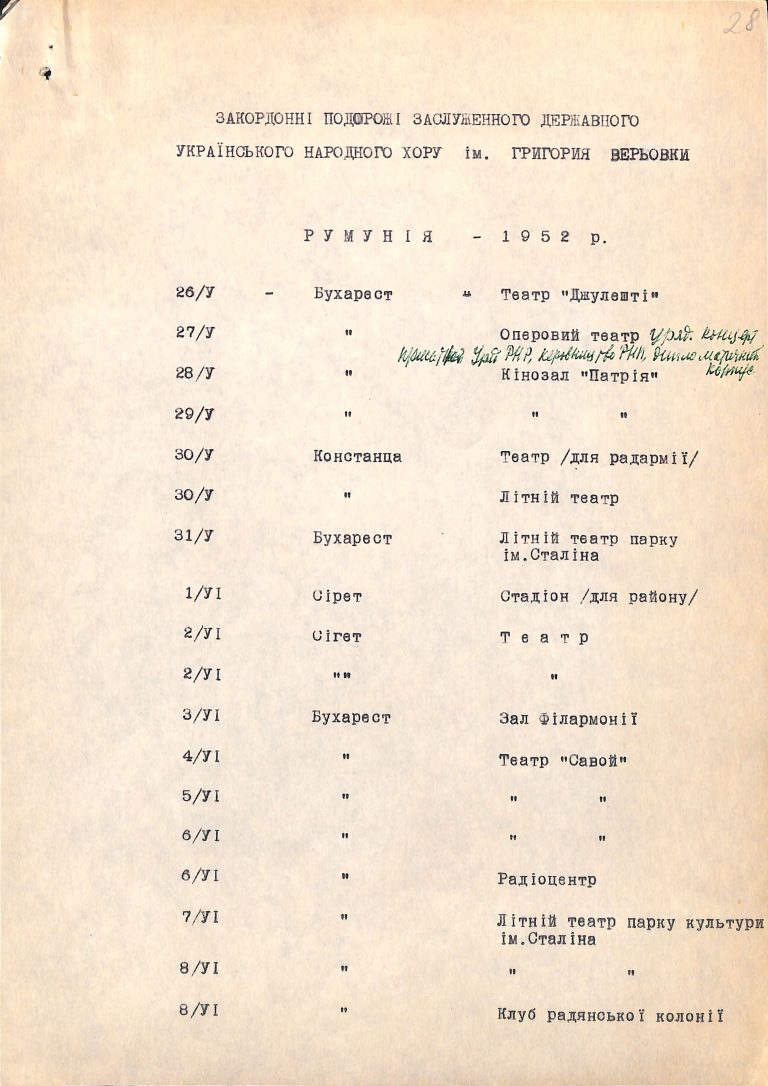 28
ЗАКОРДОННІ ПОДОРОЖІ ЗАСЛУЖЕННОГО ДЕРЖАВНОГО
УКРАЇНСЬКОГО НАРОДНОГО ХОРУ ім. ГРИГОРИЯ ВЕРЬОВКИ
Р У М У Н І Я - 1 9 5 2 р.
26/У - Бухарест " Театр "Джулешті"
27/У " Оперовий театр Уряд. концерт
Уряд РНР, керовництво РНП, дипломатичний
корпус
28/У " Кінозал "Патрія"
29/У " " "
30/У Констанца Театр /для радармії/
30/У " Літній театр
31/У Бухарест Літній театр парку
ім.Сталіна
1/УІ Сірет Стадіон /для району/
2/УІ Сігет Т е а т р
2/УІ "" "
3/УІ Бухарест Зал Філармонії
4/УІ " Театр "Савой"
5/УІ " " "
6/УІ " " "
6/УІ " Радіоцентр
7/УІ " Літній театр парку культури
ім.Сталіна
8/УІ " " "
8/УІ " Клуб радянської колонії